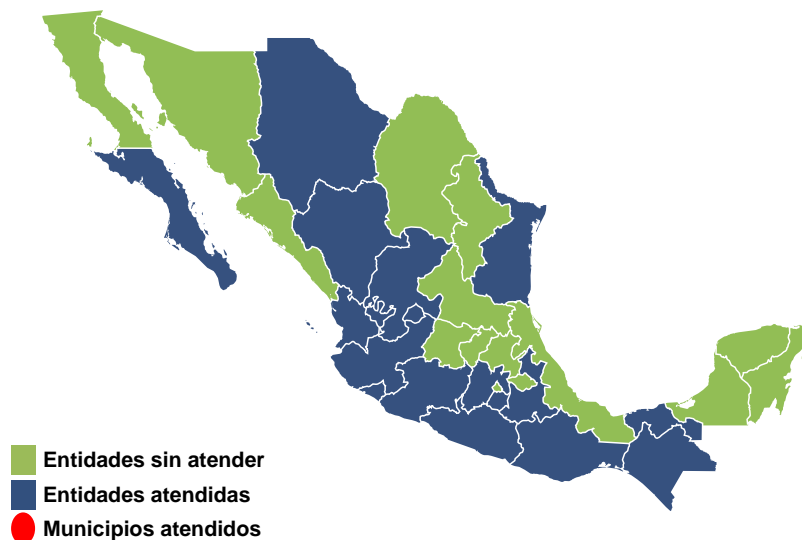 Entidades sin atender
Entidades atendidas
Municipios atendidos